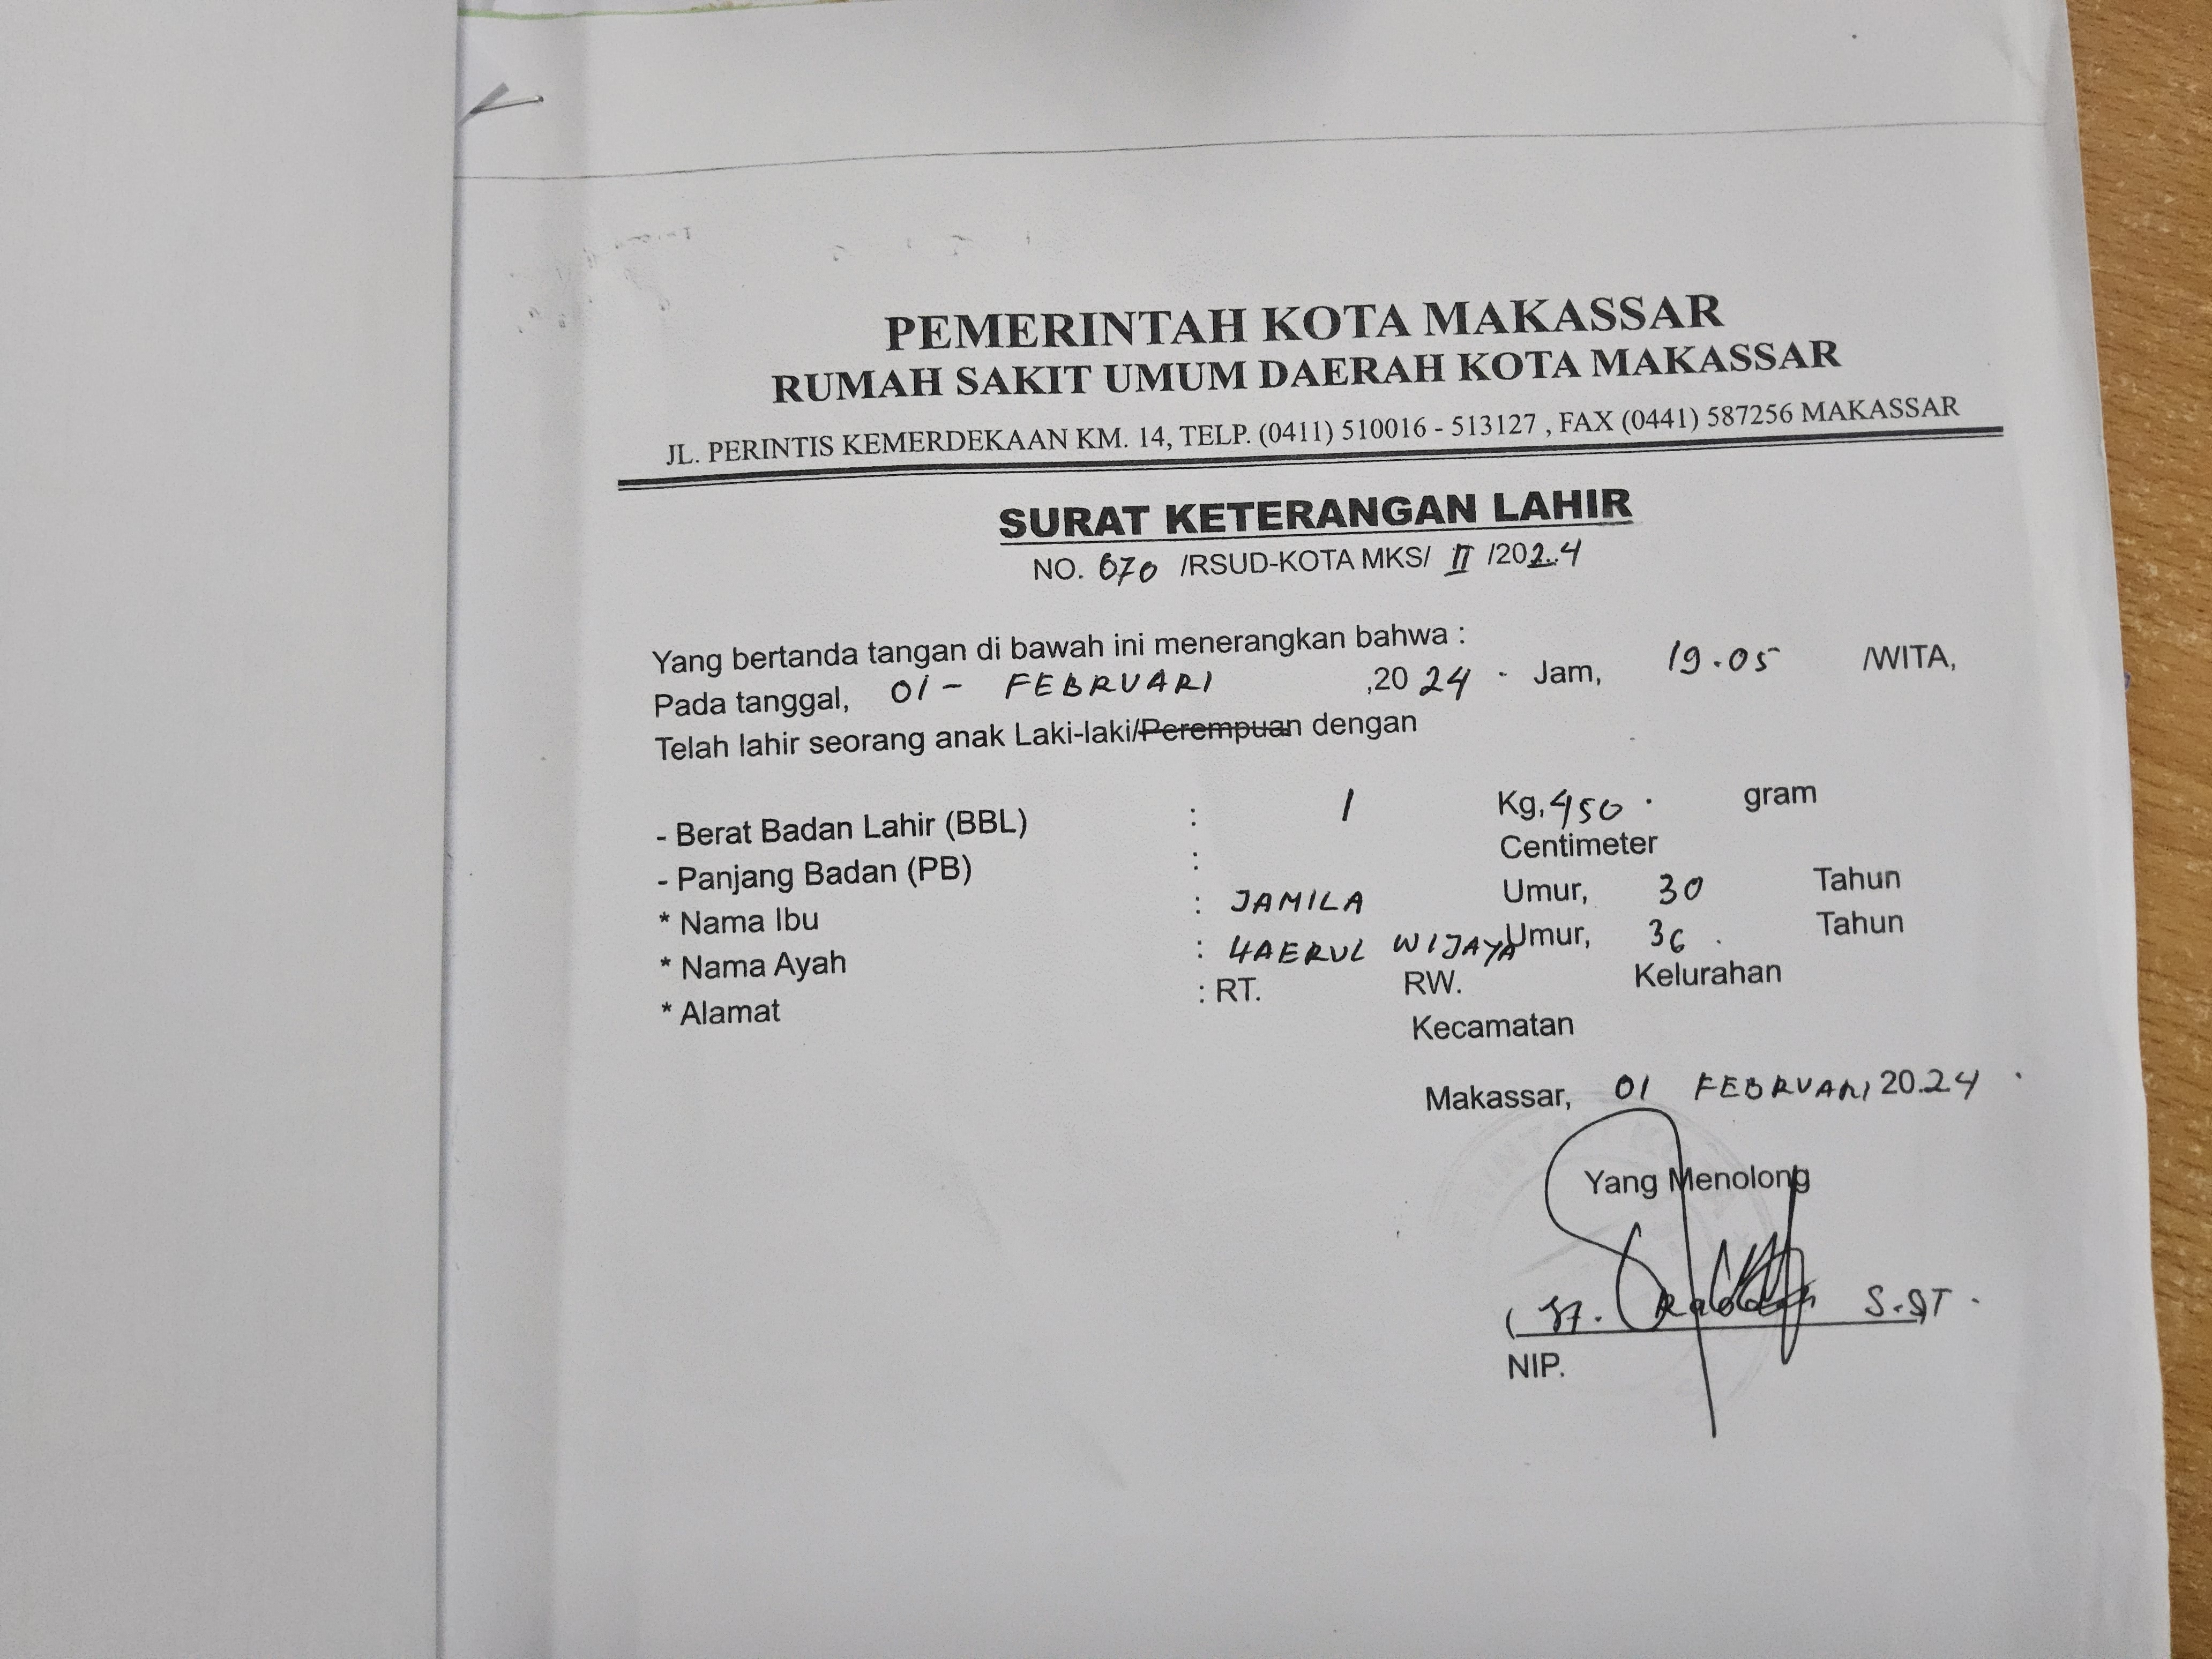 PEMERINTAH KOTA MAKASSAR
RUMAH SAKIT UMUM DAERAH KOTA MAKASSAR
JL. PERINTIS KEMERDEKAAN KM. 14, TELP. (0411) 510016 - 513127 , FAX (0441) 587256 MAKASSAR
SURAT KETERANGAN LAHIR
NO. 070 /RSUD-KOTA MKS/ II /2024
Yang bertanda tangan di bawah ini menerangkan bahwa :
Pada tanggal, 01 - FEBRUARI ,20 24 . Jam, 19.05 /WITA,
Telah lahir seorang anak Laki-laki/Perempuan dengan
- Berat Badan Lahir (BBL) : 1 Kg, 450 . gram
- Panjang Badan (PB) : Centimeter
* Nama Ibu : JAMILA Umur, 30 Tahun
* Nama Ayah : HAERUL WIJAYA Umur, 36 . Tahun
* Alamat : RT. RW. Kelurahan
Kecamatan
Makassar, 01 FEBRUARI 20.24
Yang Menolong
( S.ST .
NIP.